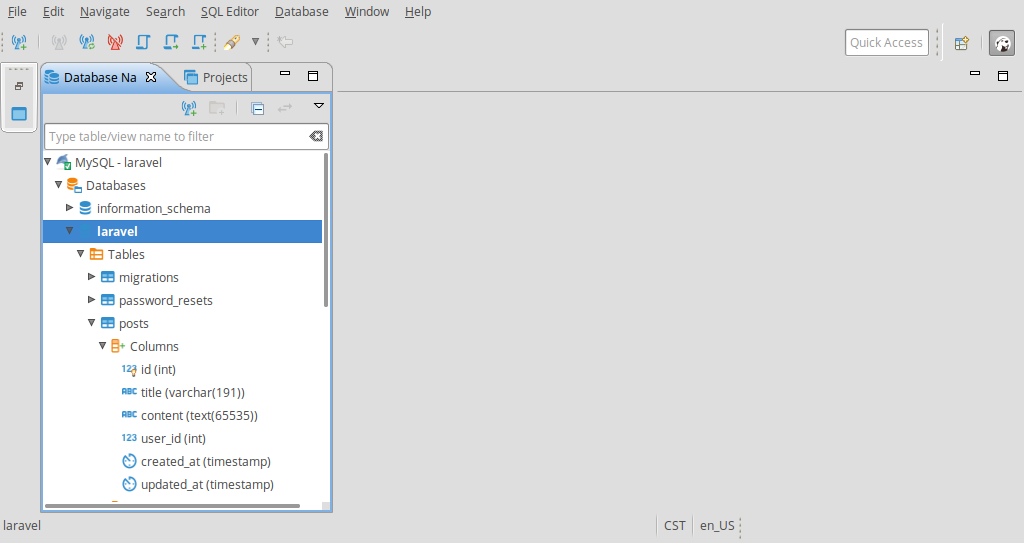 File Edit Navigate Search SQL Editor Database Window Help
Quick Access
Database Na Projects
Type table/view name to filter
MySQL - laravel
Databases
information_schema
laravel
Tables
migrations
password_resets
posts
Columns
123 id (int)
ABC title (varchar(191))
ABC content (text(65535))
123 user_id (int)
created_at (timestamp)
updated_at (timestamp)
laravel CST en_US